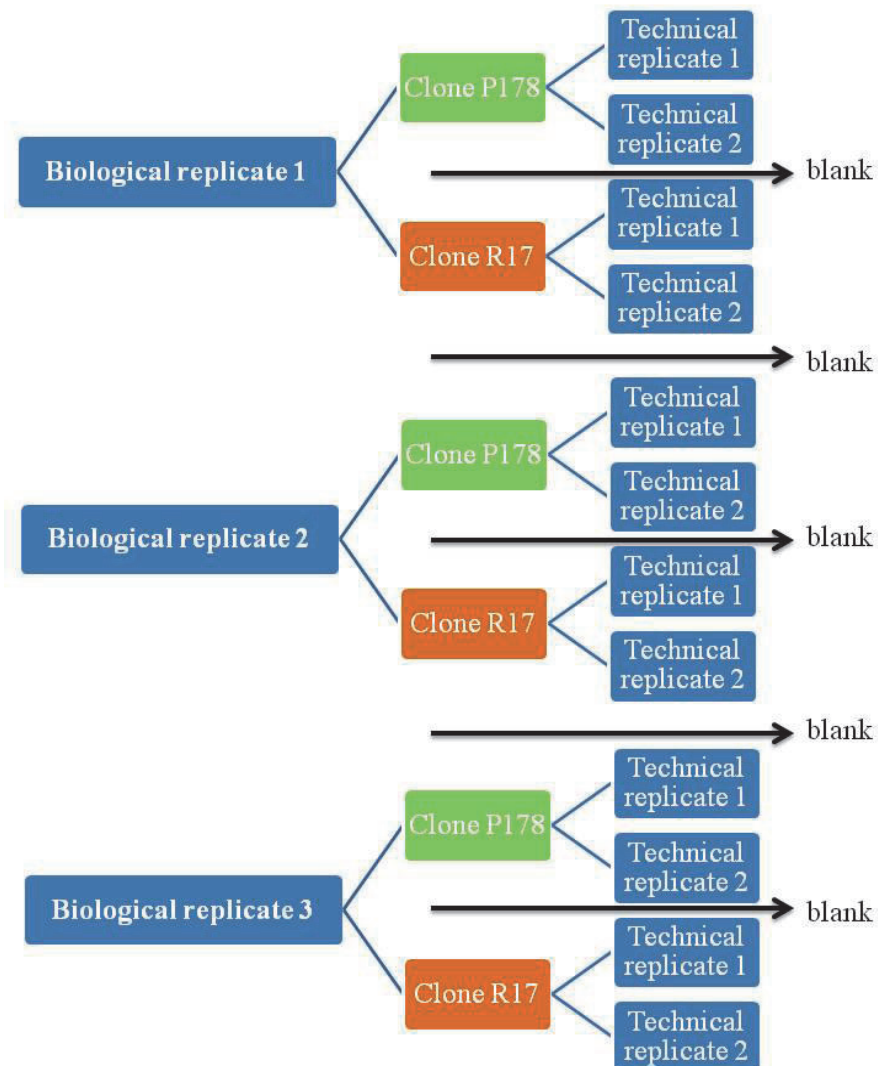 Technical
replicate 1
Clone P178
Technical
replicate 2
Biological replicate 1
blank
Technical
replicate 1
Clone R17
Technical
replicate 2
blank
Technical
replicate 1
Clone P178
Technical
replicate 2
Biological replicate 2
blank
Technical
replicate 1
Clone R17
Technical
replicate 2
blank
Technical
replicate 1
Clone P178
Technical
replicate 2
Biological replicate 3
blank
Technical
replicate 1
Clone R17
Technical
replicate 2